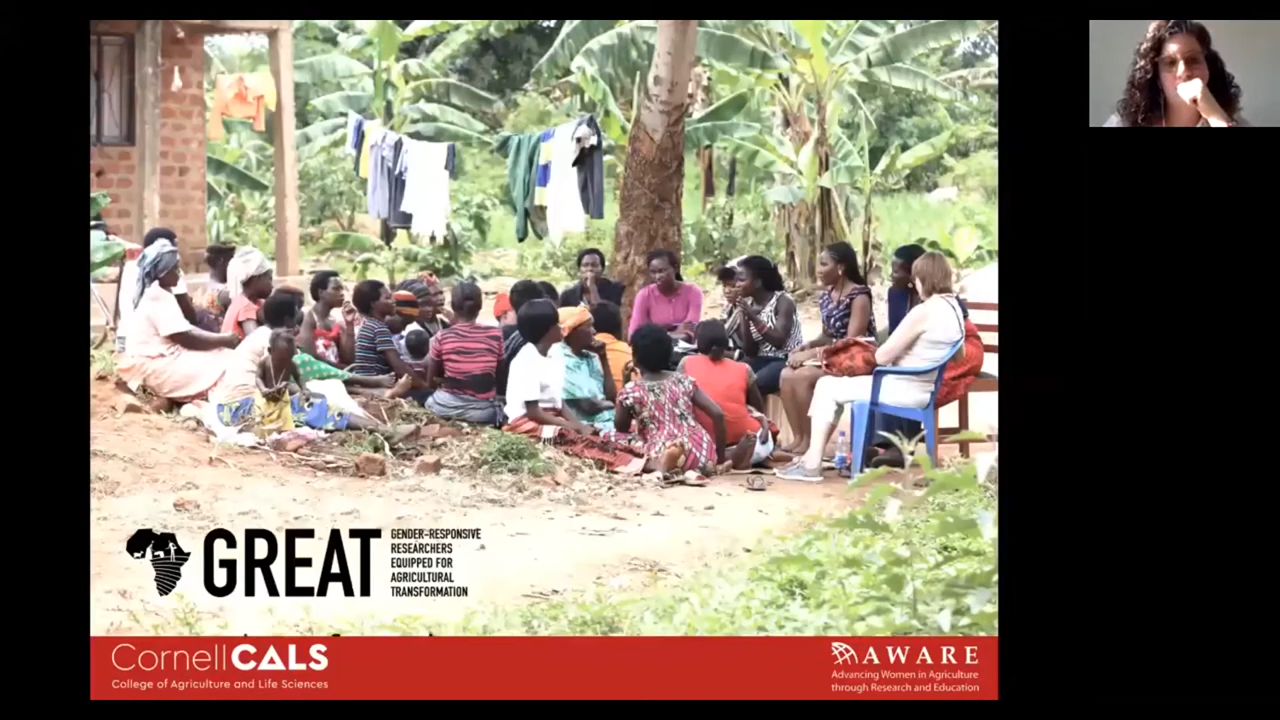 GREAT
GENDER-RESPONSIVE
RESEARCHERS
EQUIPPED FOR
AGRICULTURAL
TRANSFORMATION
CornellCALS
College of Agriculture and Life Sciences
AWARE
Advancing Women in Agriculture
through Research and Education